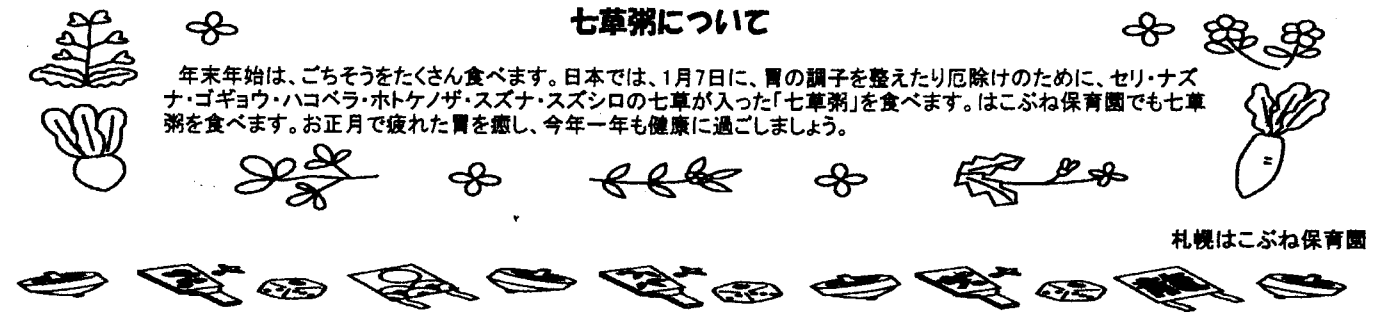 七草粥について
年末年始は、ごちそうをたくさん食べます。日本では、1月7日に、胃の調子を整えたり厄除けのために、セリ・ナズ
ナ・ゴギョウ・ハコベラ・ホトケノザ・スズナ・スズシロの七草が入った「七草粥」を食べます。はこぶね保育園でも七草
粥を食べます。お正月で疲れた胃を癒し、今年一年も健康に過ごしましょう。
札幌はこぶね保育園